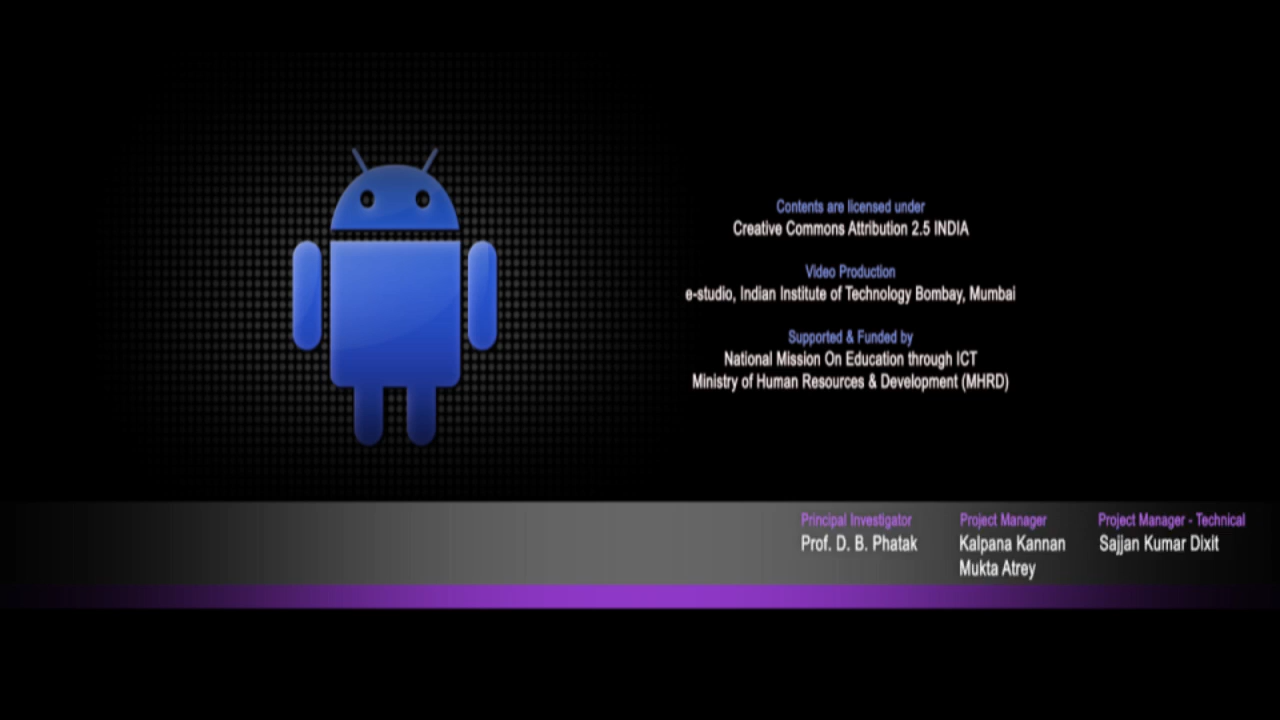 Contents are licensed under
Creative Commons Attribution 2.5 INDIA
Video Production
e-studio, Indian Institute of Technology Bombay, Mumbai
Supported & Funded by
National Mission On Education through ICT
Ministry of Human Resources & Development (MHRD)
Principal Investigator
Prof. D. B. Phatak
Project Manager
Kalpana Kannan
Mukta Atrey
Project Manager - Technical
Sajjan Kumar Dixit